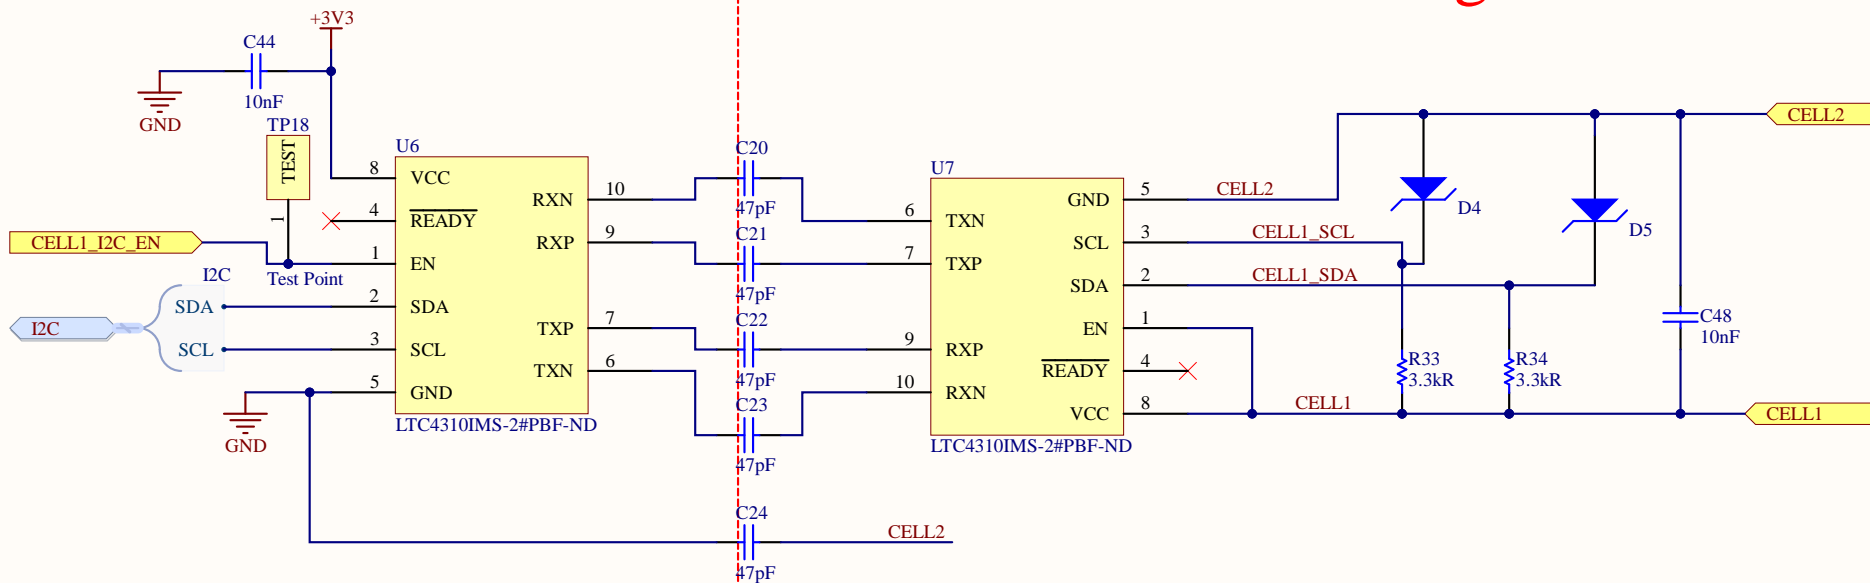 +3V3
C44
10nF
GND
TP18
TEST
1
Test Point
CELL1_I2C_EN
I2C
I2C
SDA
SCL
GND
U6
8
VCC
4
READY
1
EN
2
SDA
3
SCL
5
GND
RXN
10
RXP
9
TXP
7
TXN
6
LTC4310IMS-2#PBF-ND
C20
47pF
C21
47pF
C22
47pF
C23
47pF
C24
47pF
CELL2
U7
6
TXN
7
TXP
9
RXP
10
RXN
GND
5
SCL
3
SDA
2
EN
1
READY
4
VCC
8
LTC4310IMS-2#PBF-ND
CELL2
CELL1_SCL
CELL1_SDA
CELL1
D4
D5
R33
3.3kR
R34
3.3kR
C48
10nF
CELL2
CELL1